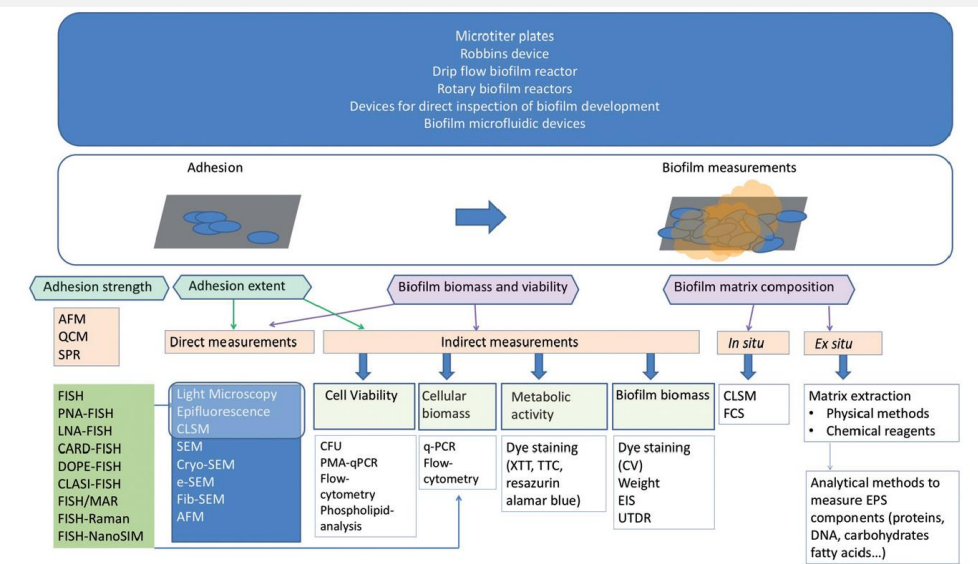 Microtiter plates
Robbins device
Drip flow biofilm reactor
Rotary biofilm reactors
Devices for direct inspection of biofilm development
Biofilm microfluidic devices
Adhesion
Biofilm measurements
Adhesion strength
Adhesion extent
Biofilm biomass and viability
Biofilm matrix composition
AFM
QCM
SPR
Direct measurements
Indirect measurements
In situ
Ex situ
FISH
PNA-FISH
LNA-FISH
CARD-FISH
DOPE-FISH
CLASI-FISH
FISH/MAR
FISH-Raman
FISH-NanoSIM
Light Microscopy
Epifluorescence
CLSM
SEM
Cryo-SEM
e-SEM
Fib-SEM
AFM
Cell Viability
CFU
PMA-qPCR
Flow-
cytometry
Phospholipid-
analysis
Cellular
biomass
q-PCR
Flow-
cytometry
Metabolic
activity
Dye staining
(XTT, TTC,
resazurin
alamar blue)
Biofilm biomass
Dye staining
(CV)
Weight
EIS
UTDR
CLSM
FCS
Matrix extraction
• Physical methods
• Chemical reagents
Analytical methods to
measure EPS
components (proteins,
DNA, carbohydrates
fatty acids...)